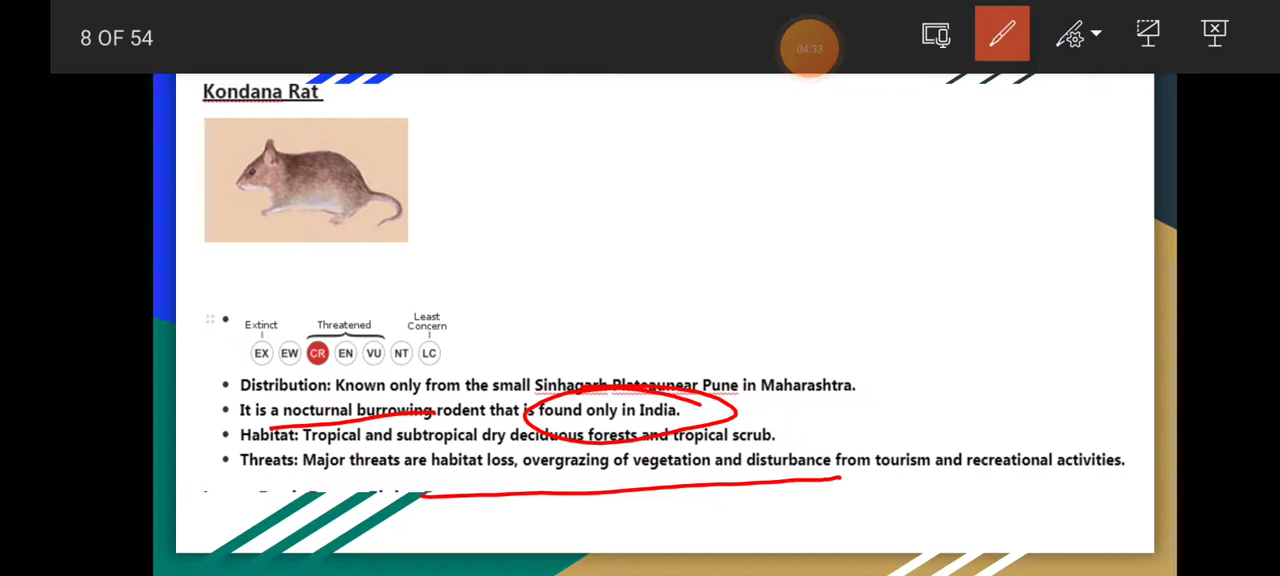 8 OF 54
04:33
Kondana Rat
Extinct
Threatened
Least
Concern
EX EW CR EN VU NT LC
Distribution: Known only from the small Sinhagarh Plateaunear Pune in Maharashtra.
It is a nocturnal burrowing rodent that is found only in India.
Habitat: Tropical and subtropical dry deciduous forests and tropical scrub.
Threats: Major threats are habitat loss, overgrazing of vegetation and disturbance from tourism and recreational activities.